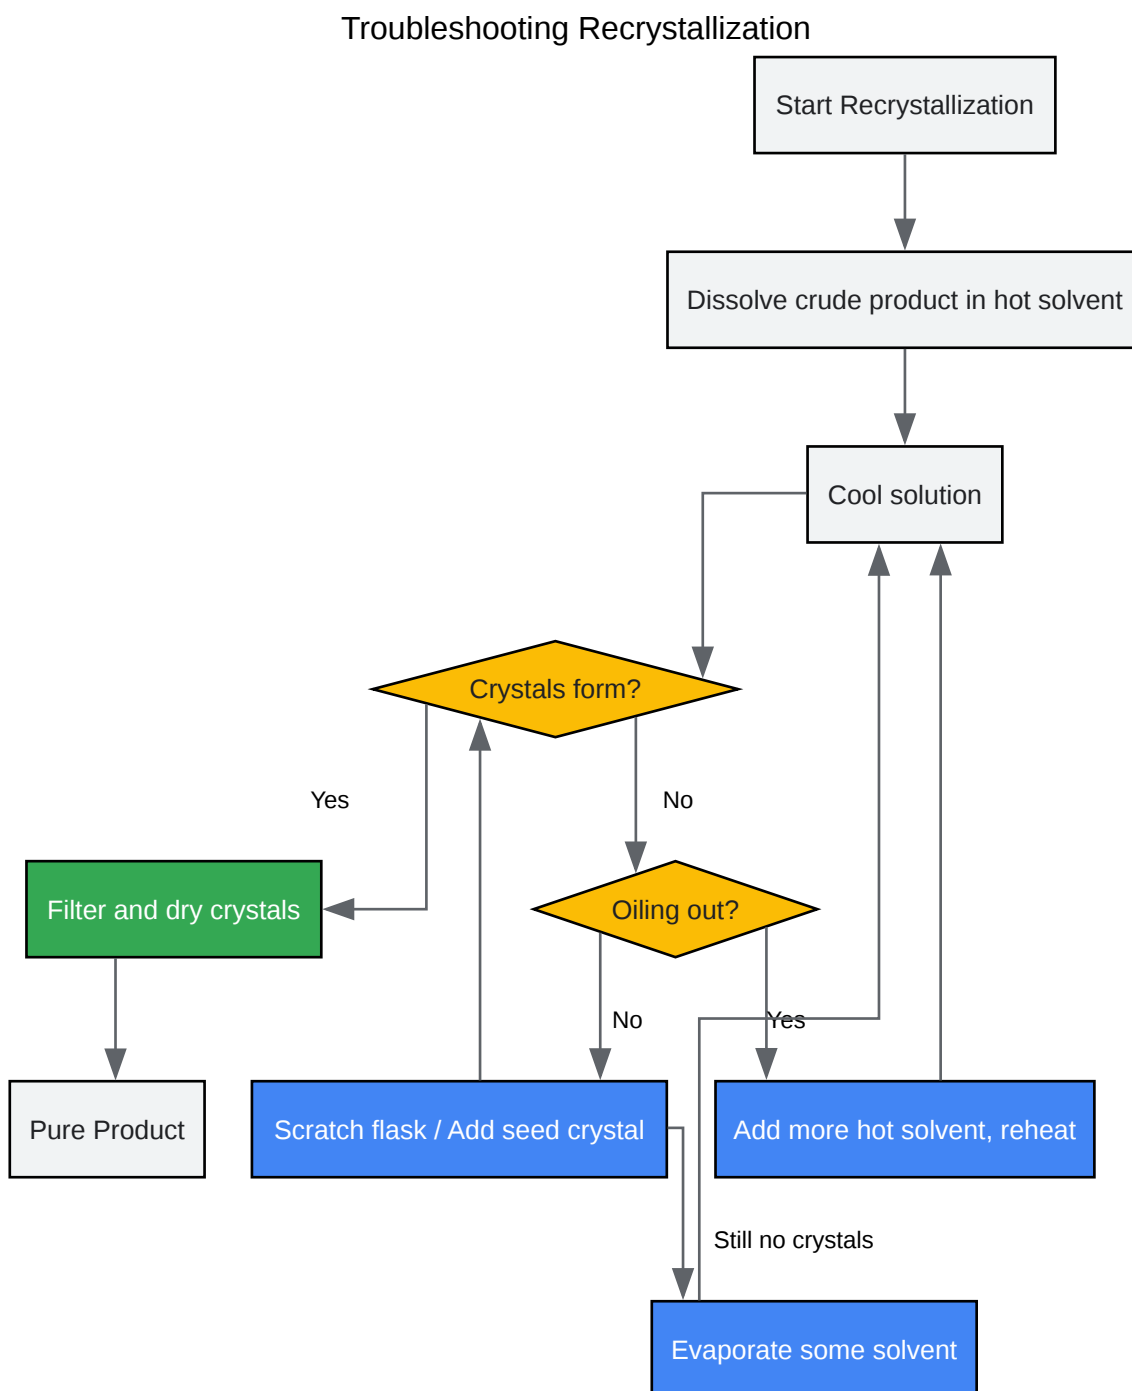 Troubleshooting Recrystallization
Start Recrystallization
Dissolve crude product in hot solvent
Cool solution
Crystals form?
Yes
No
Filter and dry crystals
Oiling out?
No
Yes
Pure Product
Scratch flask / Add seed crystal
Add more hot solvent, reheat
Still no crystals
Evaporate some solvent